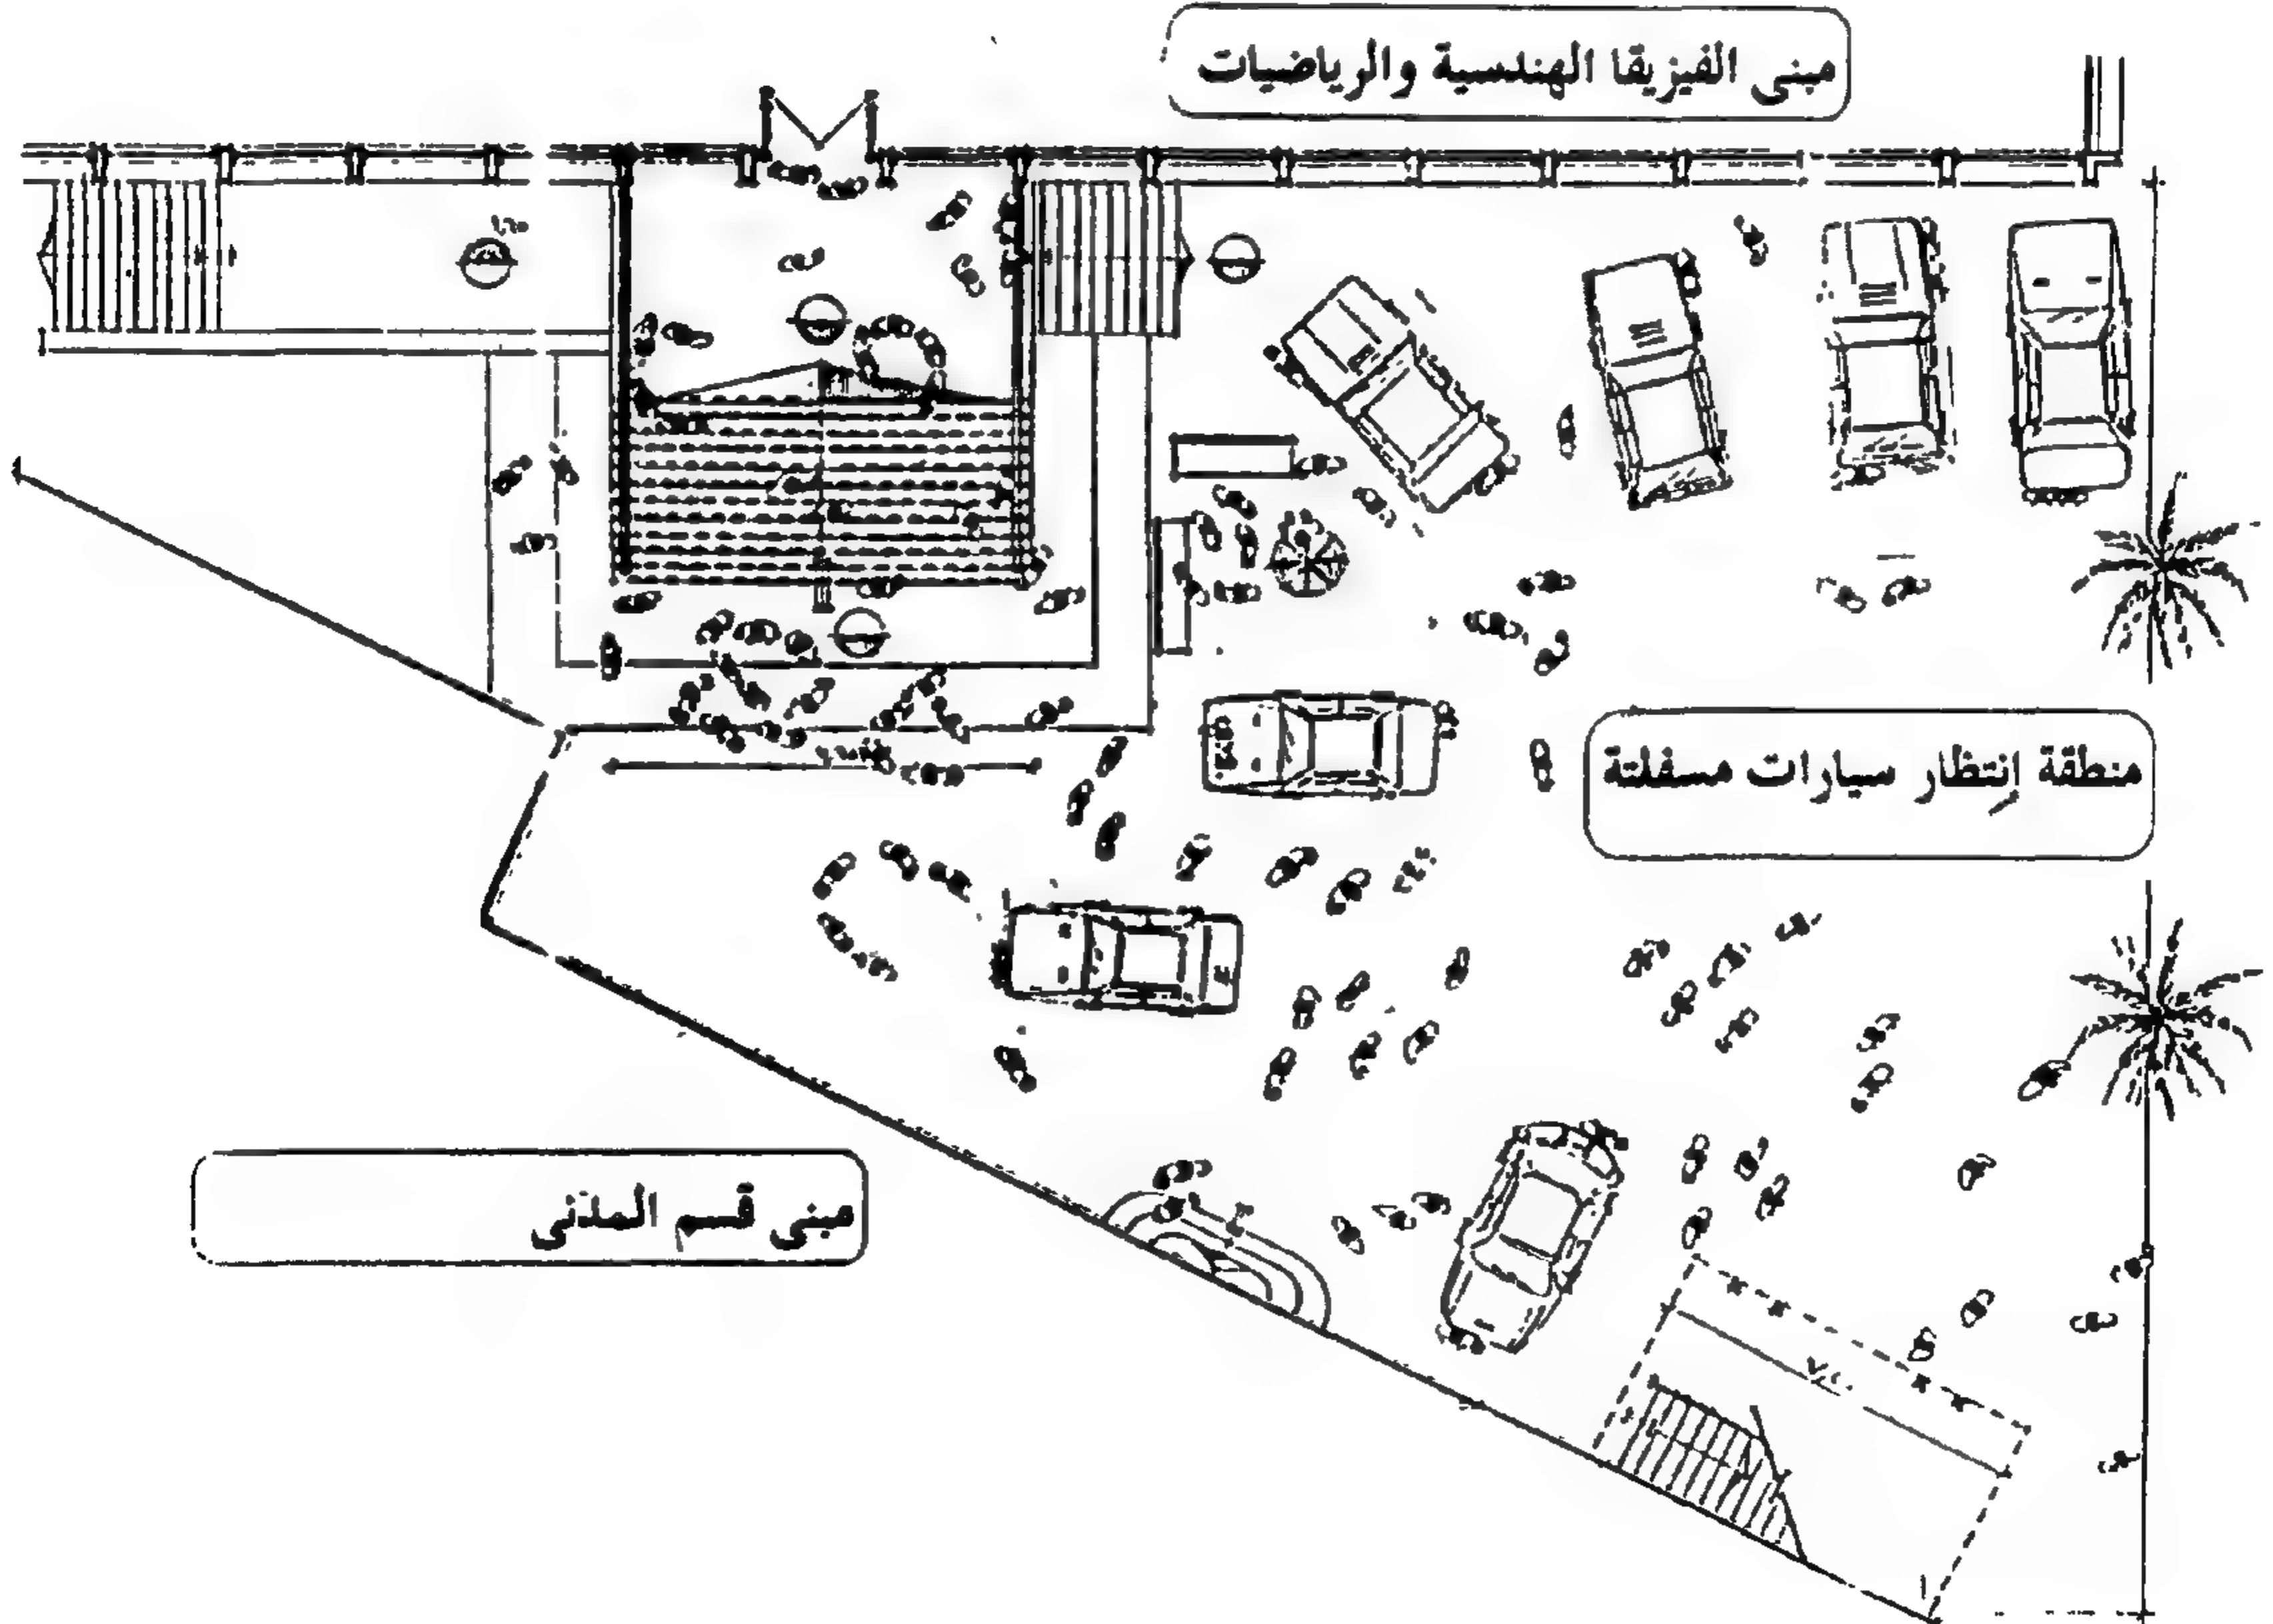 مبنى الفيزيقا الهندسية والرياضيات
منطقة إنتظار سيارات مسفلتة
مبنى قسم المدنى